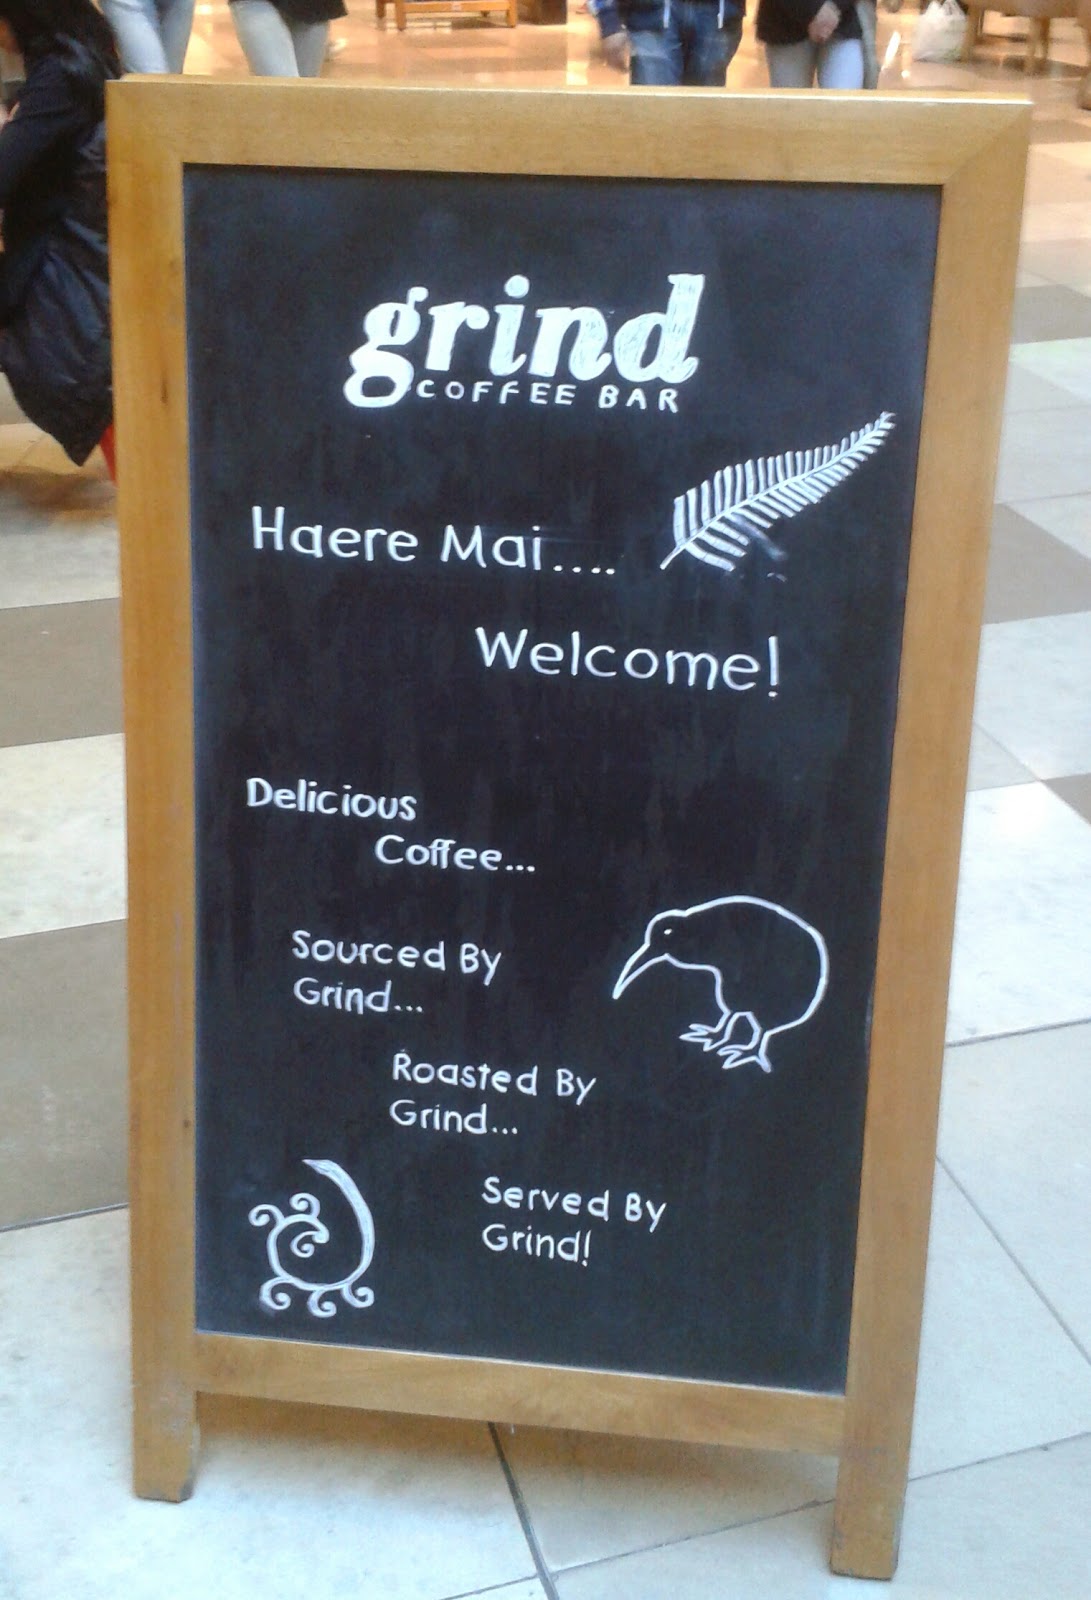 grind
COFFEE BAR
Haere Mai....
Welcome!
Delicious
Coffee...
Sourced By
Grind...
Roasted By
Grind...
Served By
Grind!